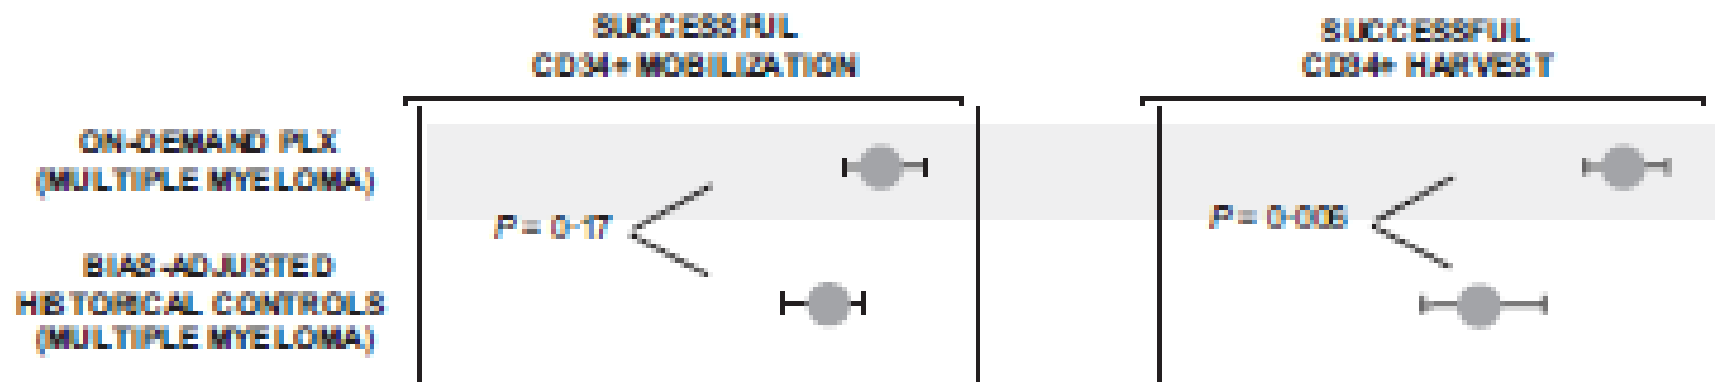 SUCCESSFUL
CD34+ MOBILIZATION
SUCCESSFUL
CD34+ HARVEST
ON-DEMAND PLX
(MULTIPLE MYELOMA)
P = 0·17
P = 0·006
BIAS-ADJUSTED
HISTORICAL CONTROLS
(MULTIPLE MYELOMA)